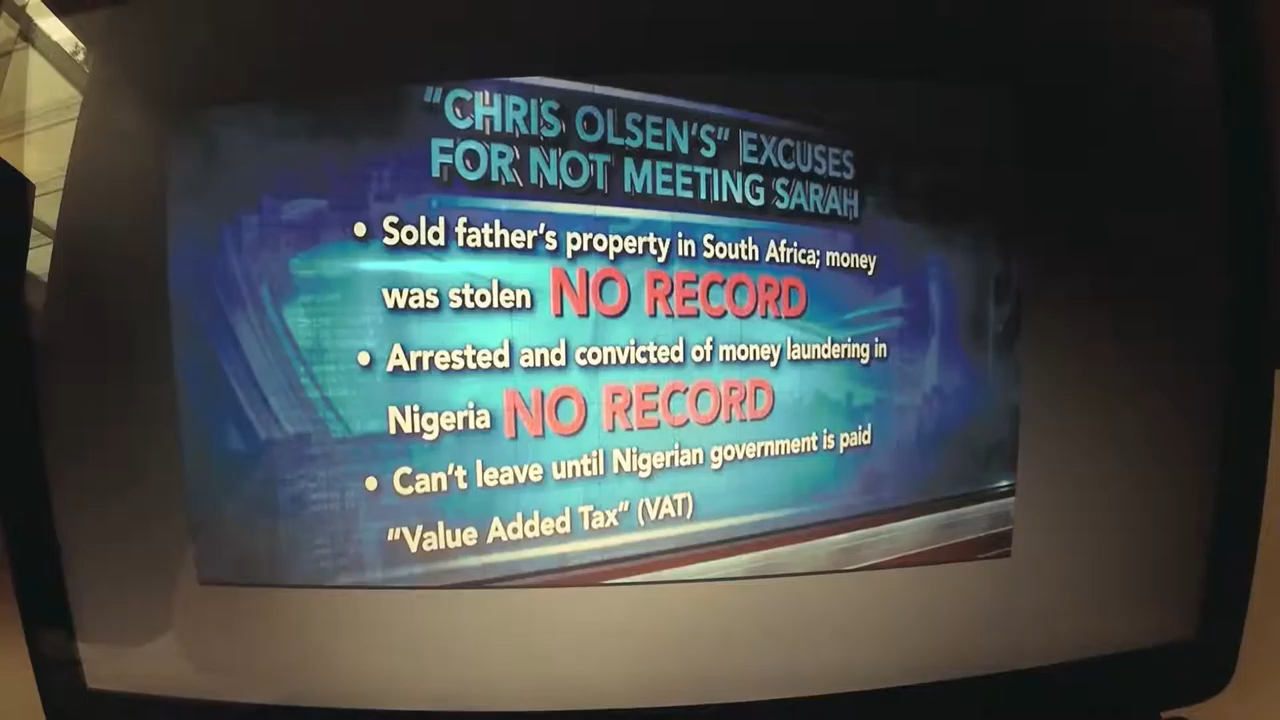 "CHRIS OLSEN'S" EXCUSES
FOR NOT MEETING SARAH
• Sold father's property in South Africa; money
was stolen NO RECORD
• Arrested and convicted of money laundering in
Nigeria NO RECORD
• Can't leave until Nigerian government is paid
"Value Added Tax" (VAT)